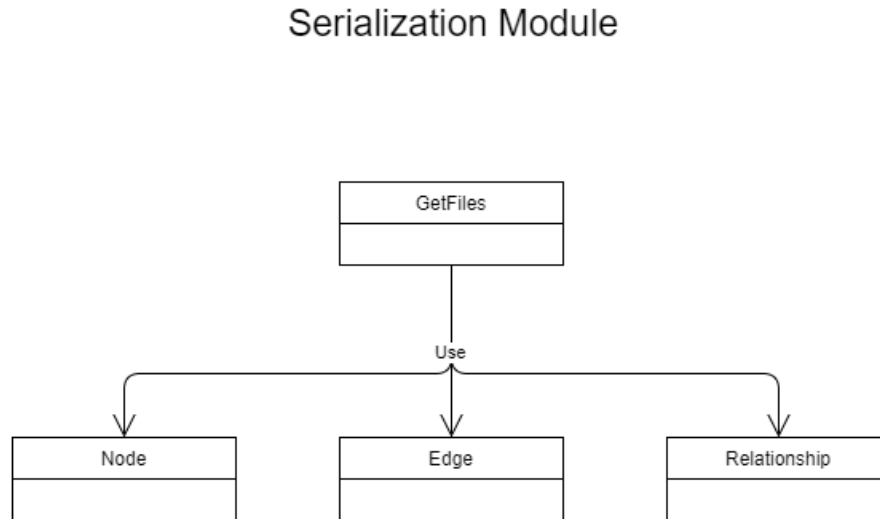 Serialization Module
GetFiles
Use
Node
Edge
Relationship